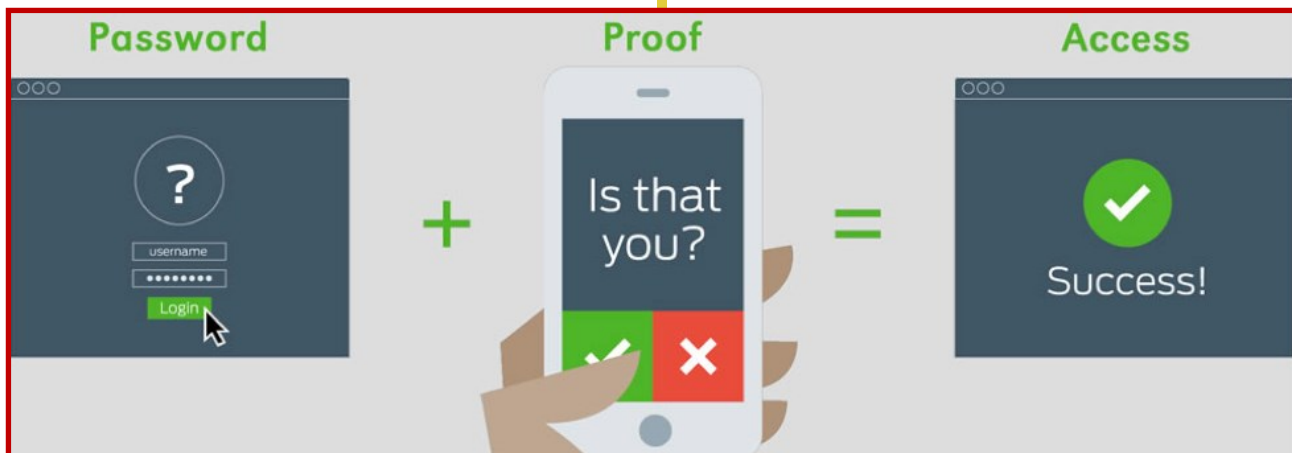 Password
Proof
Access
?
username
Login
+
Is that
you?
=
Success!